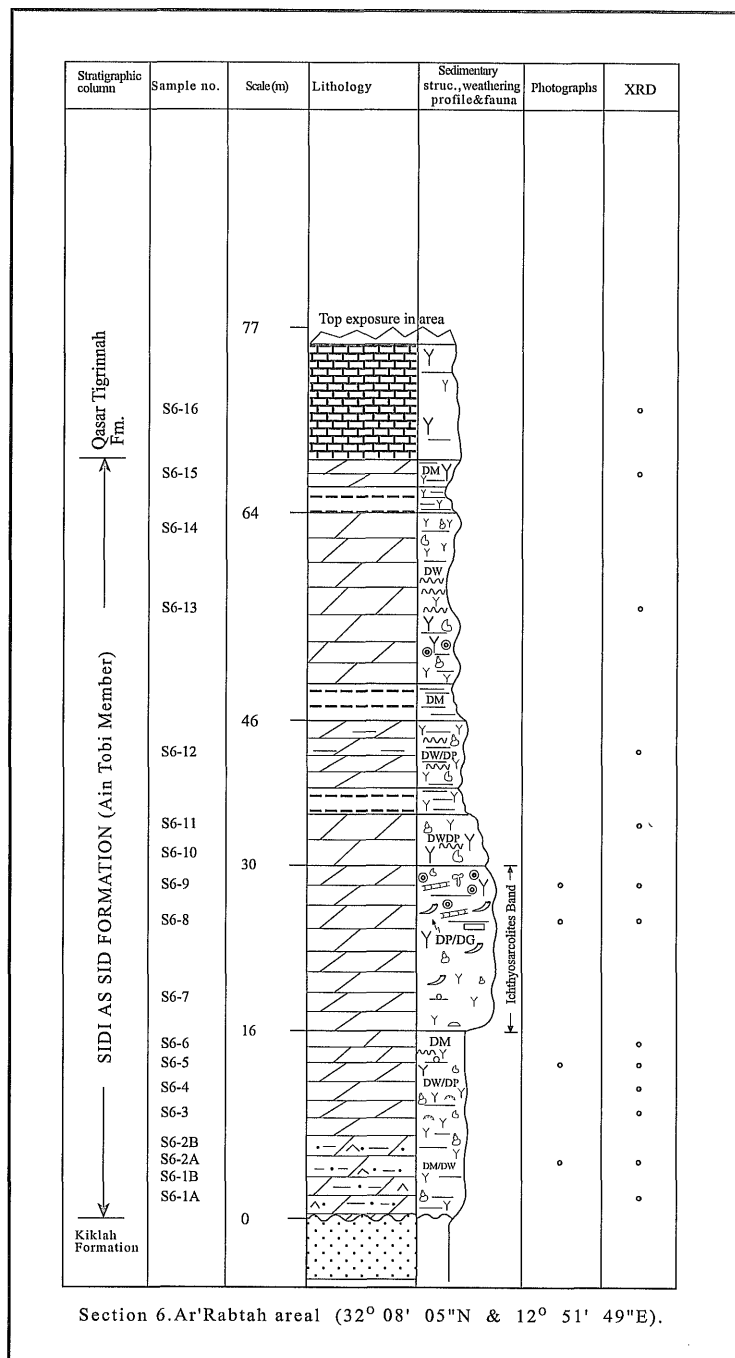 Stratigraphic column
Sample no.
Scale (m)
Lithology
Sedimentary
struc.,weathering
profile&fauna
Photographs
XRD
77
Top exposure in area
Qasar Tigrinnah
Fm.
S6-16
S6-15
DM
64
S6-14
DW
S6-13
DM
46
S6-12
DW/DP
S6-11
DWDP
S6-10
30
S6-9
S6-8
DP/DG
Ichthyosarcolites Band
S6-7
16
S6-6
DM
S6-5
S6-4
DW/DP
S6-3
S6-2B
S6-2A
DM/DW
S6-1B
S6-1A
0
SIDI AS SID FORMATION (Ain Tobi Member)
Kiklah
Formation
Section 6.Ar'Rabtah areal (32° 08' 05"N & 12° 51' 49"E).